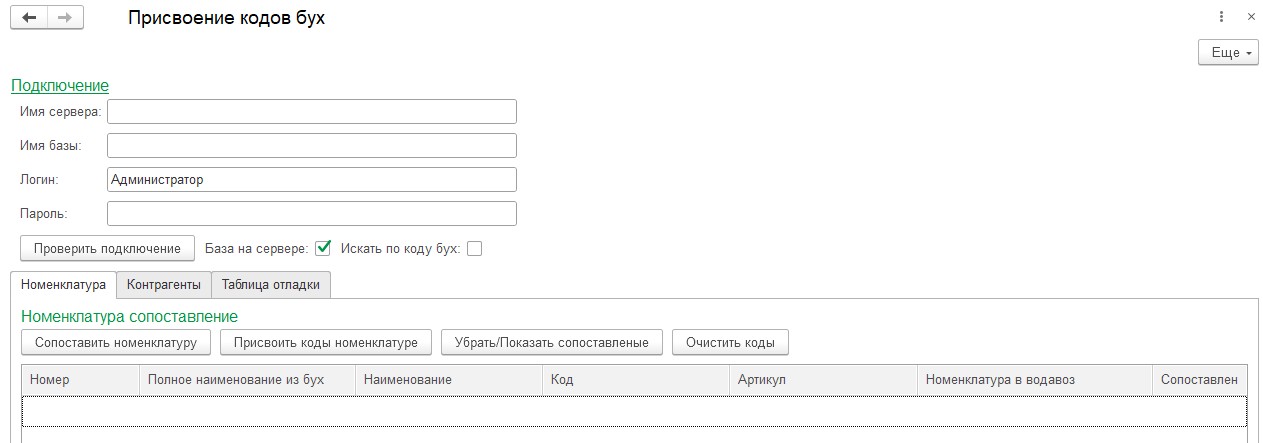 Присвоение кодов бух
Еще
Подключение
Имя сервера:
Имя базы:
Логин: Администратор
Пароль:
Проверить подключение База на сервере: Искать по коду бух:
Номенклатура Контрагенты Таблица отладки
Номенклатура сопоставление
Сопоставить номенклатуру Присвоить коды номенклатуре Убрать/Показать сопоставленые Очистить коды
Номер Полное наименование из бух Наименование Код Артикул Номенклатура в водавоз Сопоставлен